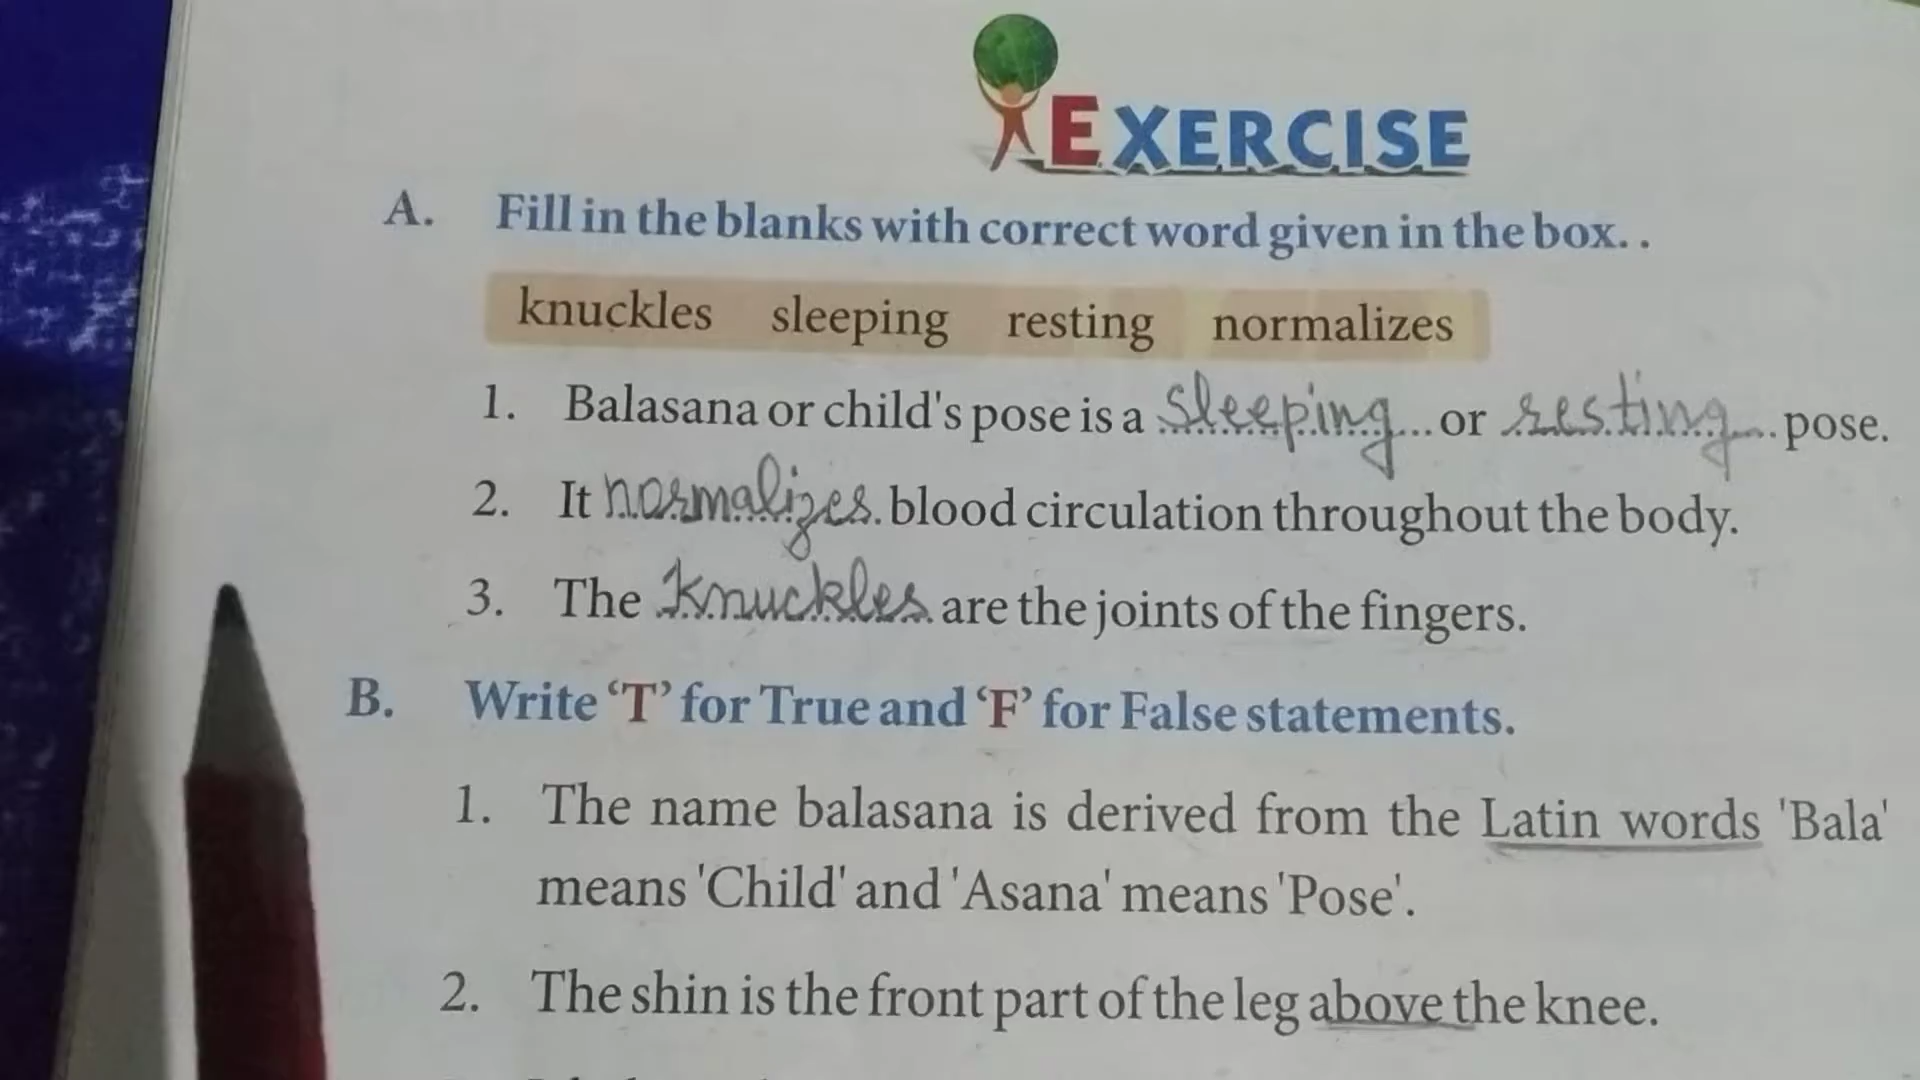 EXERCISE
A. Fill in the blanks with correct word given in the box. .
knuckles sleeping resting normalizes
1. Balasana or child's pose is a sleeping or resting pose.
2. It normalizes blood circulation throughout the body.
3. The knuckles are the joints of the fingers.
B. Write ‘T’ for True and ‘F’ for False statements.
1. The name balasana is derived from the Latin words 'Bala'
means 'Child' and 'Asana' means 'Pose'.
2. The shin is the front part of the leg above the knee.